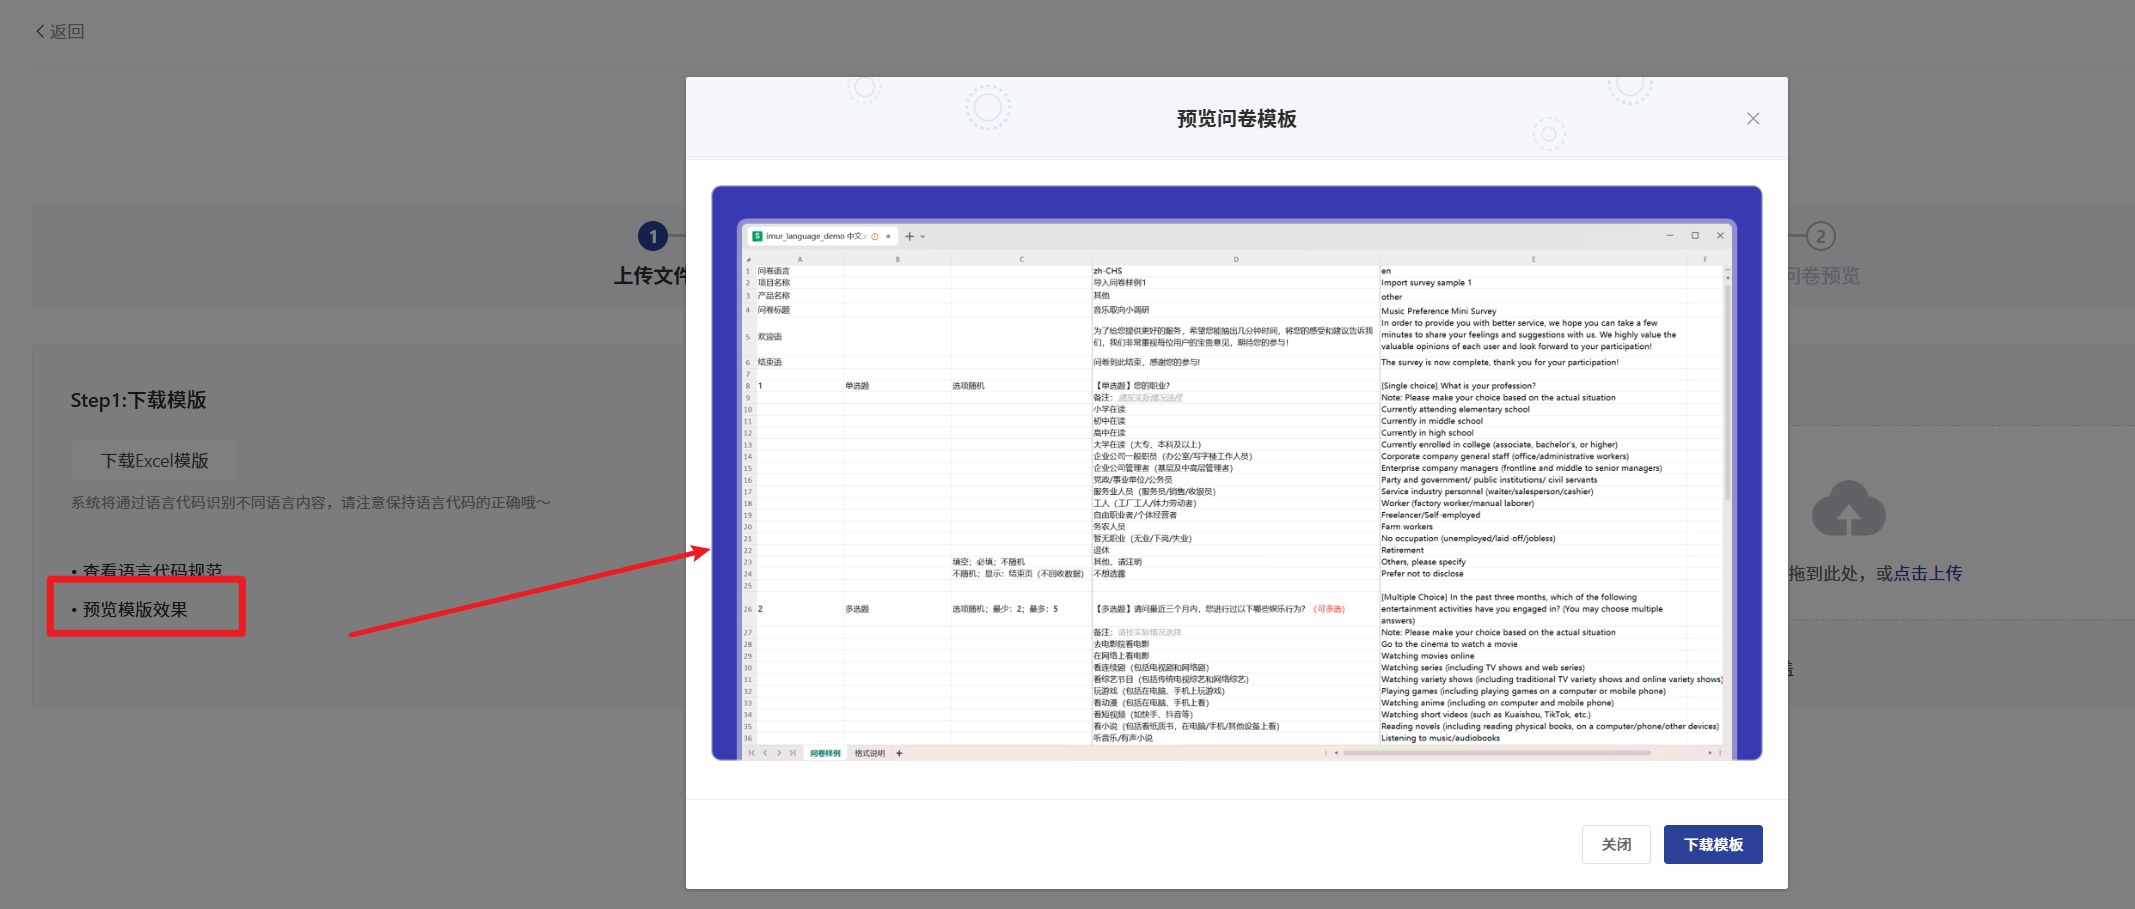 返回
预览问卷模板
1
上传文件
2
问卷预览
Step1:下载模版
下载Excel模版
系统将通过语言代码识别不同语言内容，请注意保持语言代码的正确哦～
• 查看语言代码规范
• 预览模版效果
拖到此处，或点击上传
imur_language_demo 中文
A B C D E F
1 问卷语言 zh-CHS en
2 项目名称 导入问卷样例1 Import survey sample 1
3 产品名称 其他 other
4 问卷标题 音乐取向小调研 Music Preference Mini Survey
5 欢迎语 为了给您提供更好的服务，希望您能抽出几分钟时间，将您的感受和建议告诉我
们，我们非常重视每位用户的宝贵意见，期待您的参与！
In order to provide you with better service, we hope you can take a few
minutes to share your feelings and suggestions with us. We highly value the
valuable opinions of each user and look forward to your participation!
6 结束语 问卷到此结束，感谢您的参与! The survey is now complete, thank you for your participation!
7
8 1 单选题 选项随机 【单选题】您的职业? [Single choice] What is your profession?
9 备注：请按实际情况选择 Note: Please make your choice based on the actual situation
10 小学在读 Currently attending elementary school
11 初中在读 Currently in middle school
12 高中在读 Currently in high school
13 大学在读（大专、本科及以上） Currently enrolled in college (associate, bachelor's, or higher)
14 企业公司一般职员（办公室/写字楼工作人员） Corporate company general staff (office/administrative workers)
15 企业公司管理者（基层及中高层管理者） Enterprise company managers (frontline and middle to senior managers)
16 党政/事业单位/公务员 Party and government/ public institutions/ civil servants
17 服务业人员（服务员/销售/收银员） Service industry personnel (waiter/salesperson/cashier)
18 工人（工厂工人/体力劳动者） Worker (factory worker/manual laborer)
19 自由职业者/个体经营者 Freelancer/Self-employed
20 务农人员 Farm workers
21 暂无职业（无业/下岗/失业） No occupation (unemployed/laid-off/jobless)
22 退休 Retirement
23 填空；必填；不随机 其他，请注明 Others, please specify
24 不随机；显示：结束页（不回收数据） 不想透露 Prefer not to disclose
25
26 2 多选题 选项随机；最少：2；最多：5 【多选题】请问最近三个月内，您进行过以下哪些娱乐行为？（可多选）
[Multiple Choice] In the past three months, which of the following
entertainment activities have you engaged in? (You may choose multiple
answers)
27 备注：请按实际情况选择 Note: Please make your choice based on the actual situation
28 去电影院看电影 Go to the cinema to watch a movie
29 在网络上看电影 Watching movies online
30 看连续剧（包括电视剧和网络剧） Watching series (including TV shows and web series)
31 看综艺节目（包括传统电视综艺和网络综艺） Watching variety shows (including traditional TV variety shows and online variety shows)
32 玩游戏（包括在电脑、手机上玩游戏） Playing games (including playing games on a computer or mobile phone)
33 看动漫（包括在电脑、手机上看） Watching anime (including on computer and mobile phone)
34 看短视频（如快手、抖音等） Watching short videos (such as Kuaishou, TikTok, etc.)
35 看小说（包括看纸质书，在电脑/手机/其他设备上看） Reading novels (including reading physical books, on a computer/phone/other devices)
36 听音乐/有声小说 Listening to music/audiobooks
问卷样例 格式说明
关闭
下载模板